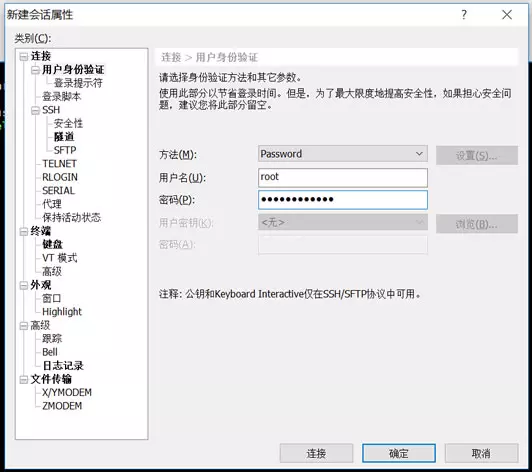 新建会话属性
?
类别(C):
连接
用户身份验证
登录提示符
登录脚本
SSH
安全性
隧道
SFTP
TELNET
RLOGIN
SERIAL
代理
保持活动状态
终端
键盘
VT 模式
高级
外观
窗口
Highlight
高级
跟踪
Bell
日志记录
文件传输
X/YMODEM
ZMODEM
连接 > 用户身份验证
请选择身份验证方法和其它参数。
使用此部分以节省登录时间。但是，为了最大限度地提高安全性，如果担心安全问
题，建议您将此部分留空。
方法(M): Password 设置(S)...
用户名(U): root
密码(P): ●●●●●●●●●●●●
用户密钥(K): <无> 浏览(B)...
密码(A):
注释: 公钥和Keyboard Interactive仅在SSH/SFTP协议中可用。
连接 确定 取消